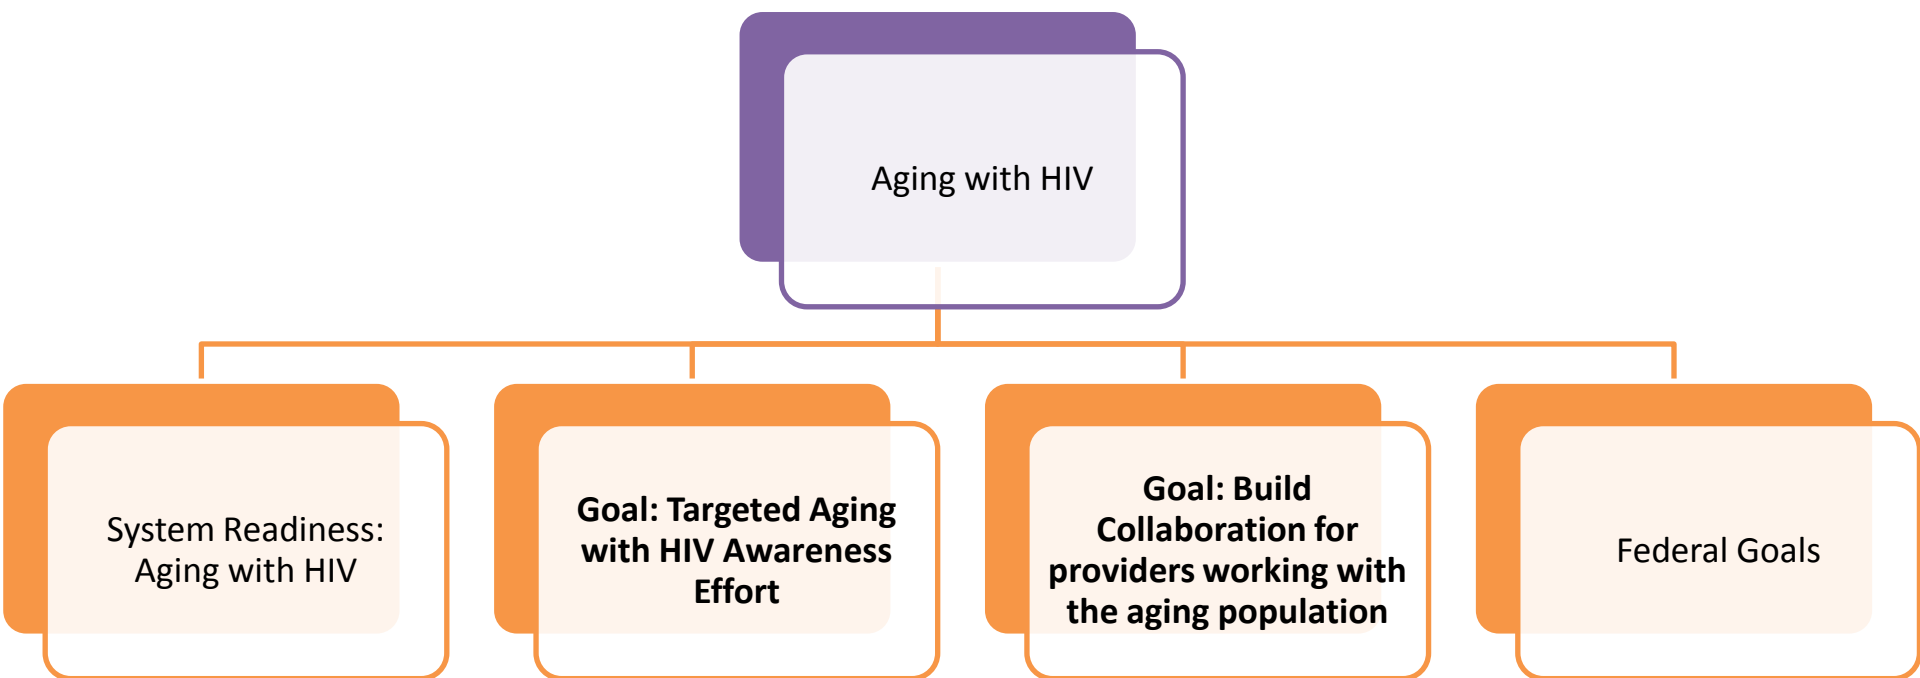 Aging with HIV
System Readiness:
Aging with HIV
Goal: Targeted Aging
with HIV Awareness
Effort
Goal: Build
Collaboration for
providers working with
the aging population
Federal Goals